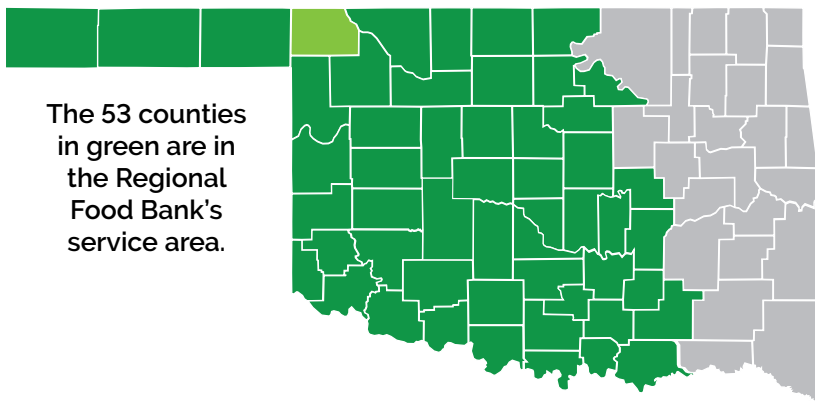 The 53 counties
in green are in
the Regional
Food Bank's
service area.